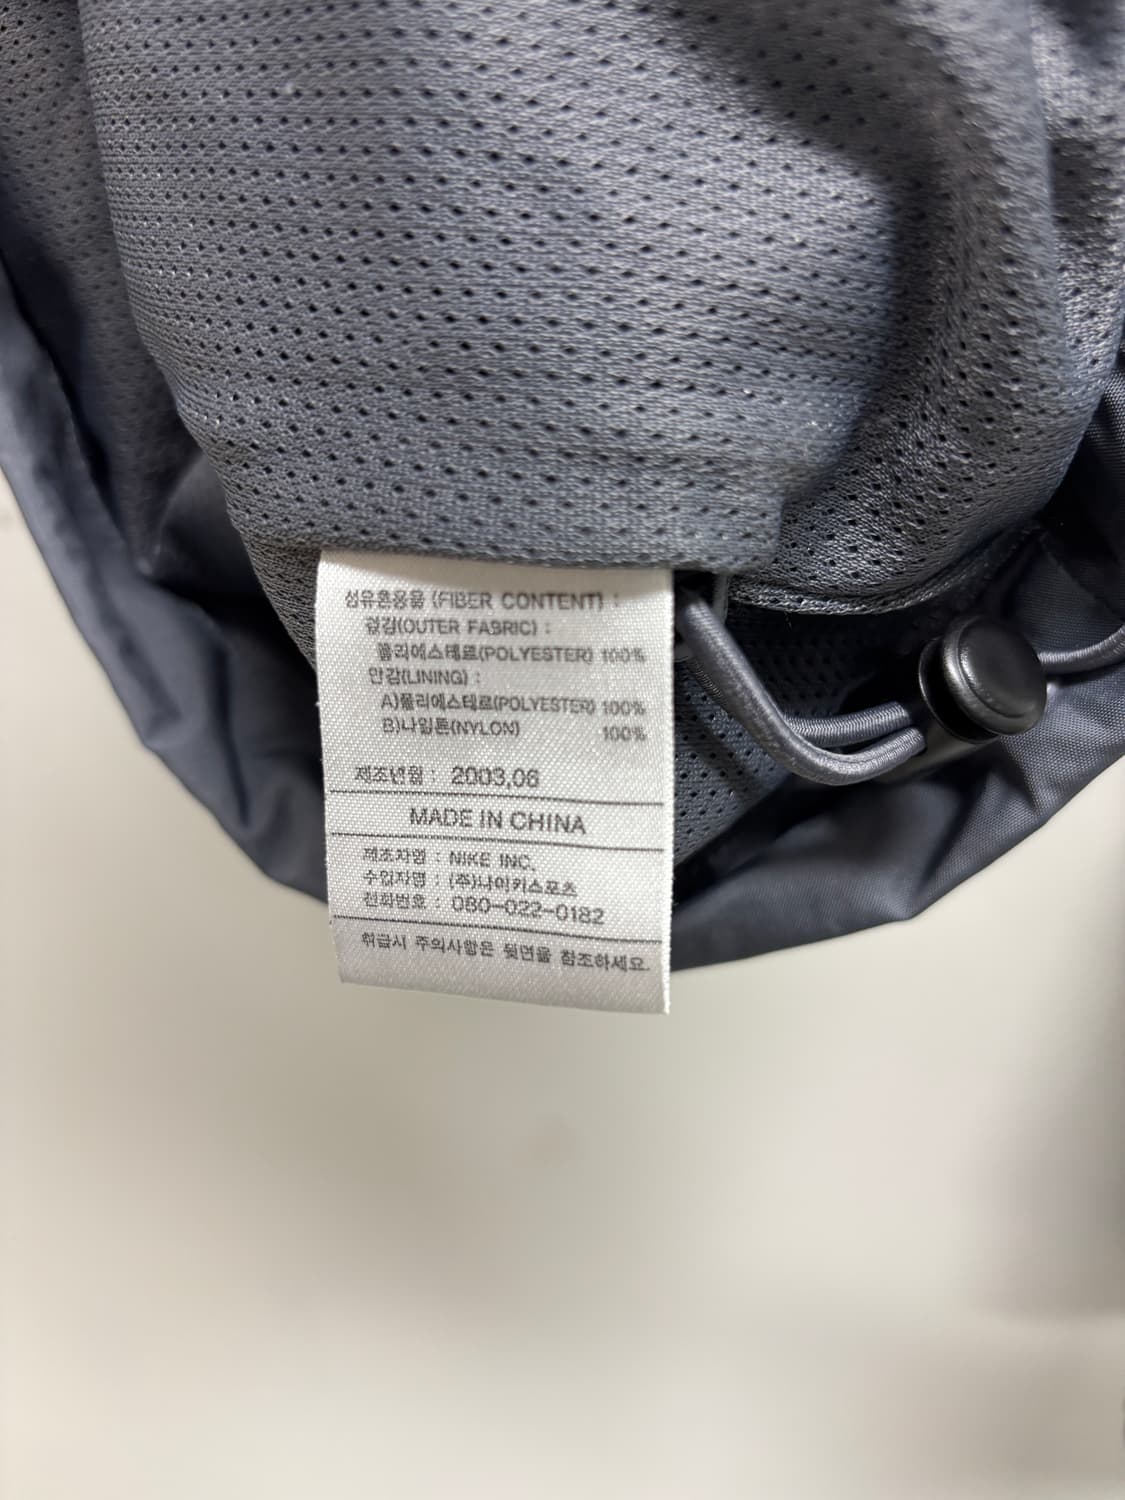 섬유혼용율 (FIBER CONTENT) :
겉감(OUTER FABRIC) :
폴리에스테르(POLYESTER) 100%
안감(LINING) :
A)폴리에스테르(POLYESTER) 100%
B)나일론(NYLON) 100%
제조년월 : 2003.06
MADE IN CHINA
제조자명 : NIKE INC.
수입자명 : (주)나이키스포츠
전화번호 : 080-022-0182
취급시 주의사항은 뒷면을 참조하세요.